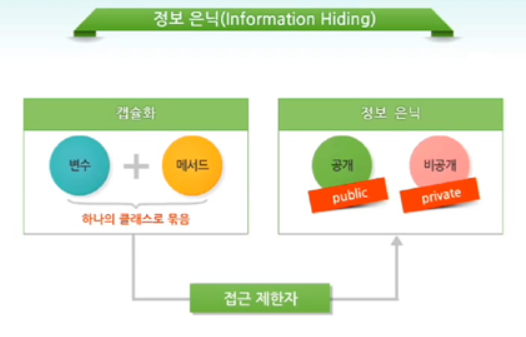 정보 은닉(Information Hiding)
캡슐화
변수
메서드
하나의 클래스로 묶음
정보 은닉
공개
public
비공개
private
접근 제한자